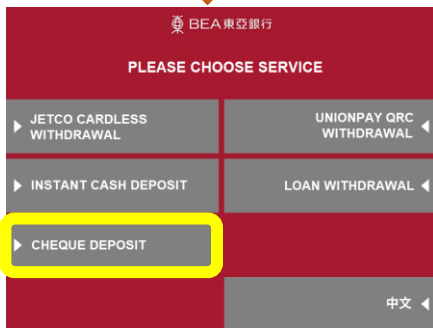 BEA東亞銀行
PLEASE CHOOSE SERVICE
JETCO CARDLESS
WITHDRAWAL
UNIONPAY QRC
WITHDRAWAL
INSTANT CASH DEPOSIT
LOAN WITHDRAWAL
CHEQUE DEPOSIT
中文